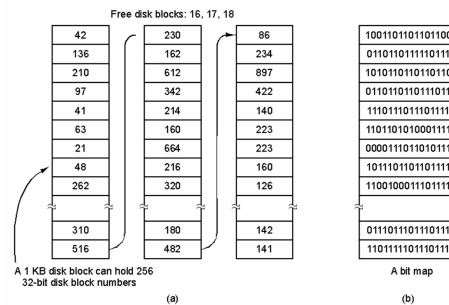 Free disk blocks: 16, 17, 18
42 230 86 1001101101101100
136 162 234 0110110111110111
210 612 897 1010110110110110
97 342 422 0110110110111011
41 214 140 1110111011101111
63 160 223 1101101010001111
21 664 223 0000111011010111
48 216 160 1011101101101111
262 320 126 1100100011101111
310 180 142 0111011101110111
516 482 141 1101111101110111
A 1 KB disk block can hold 256
32-bit disk block numbers
A bit map
(a) (b)